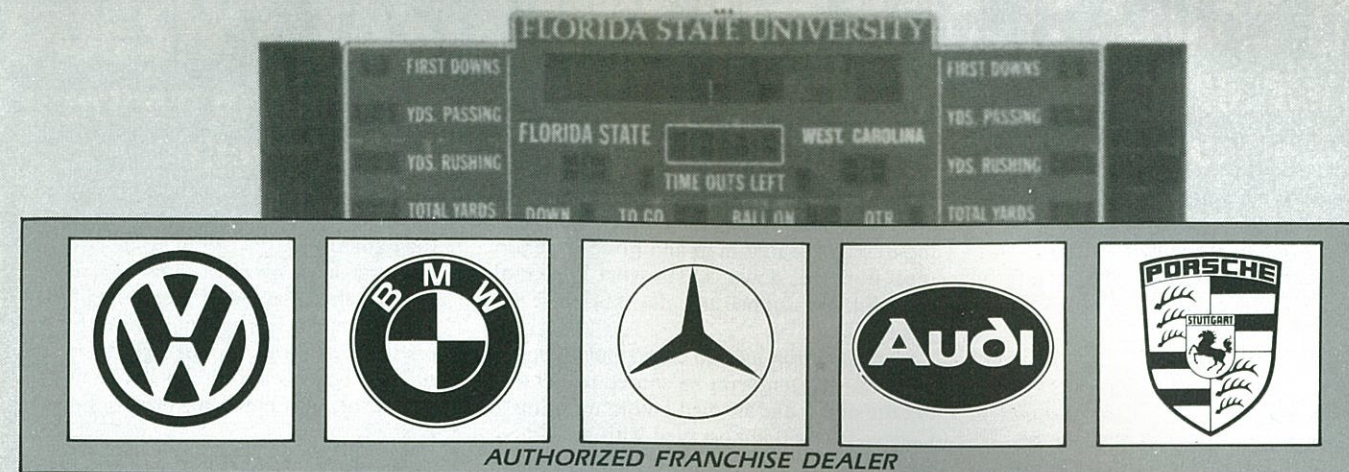 FLORIDA STATE UNIVERSITY
FIRST DOWNS
FIRST DOWNS
YDS. PASSING
YDS. PASSING
FLORIDA STATE
WEST. CAROLINA
YDS. RUSHING
YDS. RUSHING
TIME OUTS LEFT
TOTAL YARDS
DOWN TO GO BALL ON QTR
TOTAL YARDS
VW
BMW
Audi
PORSCHE
STUTTGART
AUTHORIZED FRANCHISE DEALER